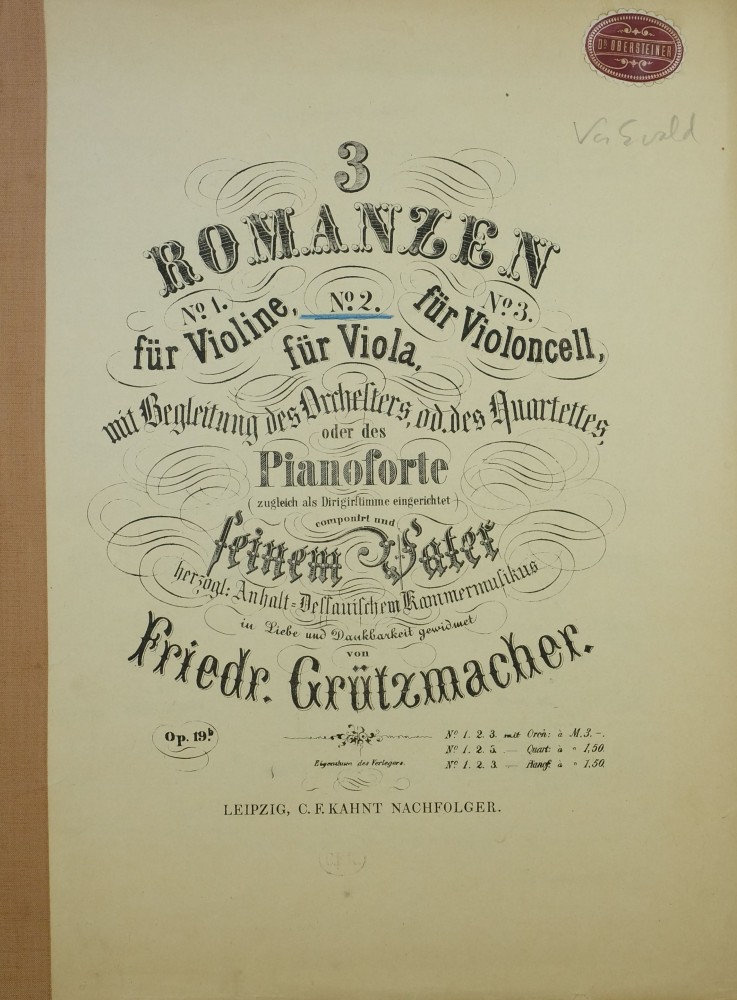 DR OBERSTEINER
3
ROMANZEN
No 1. No 2. No 3.
für Violine, für Viola, für Violoncell,
mit Begleitung des Orchesters, od. des Quartettes,
oder des
Pianoforte
zugleich als Dirigirstimme eingerichtet
componirt und
seinem Vater
herzogl: Anhalt-Dessauischem Kammermusikus
in Liebe und Dankbarkeit gewidmet
von
Friedr. Grützmacher.
Op. 19.b
No 1. 2. 3. mit Orch: à M. 3.-.
No 1. 2. 3. — Quart: à " 1,50.
No 1. 2. 3. — Pianof: à " 1,50.
Eigenthum des Verlegers.
LEIPZIG, C. F. KAHNT NACHFOLGER.